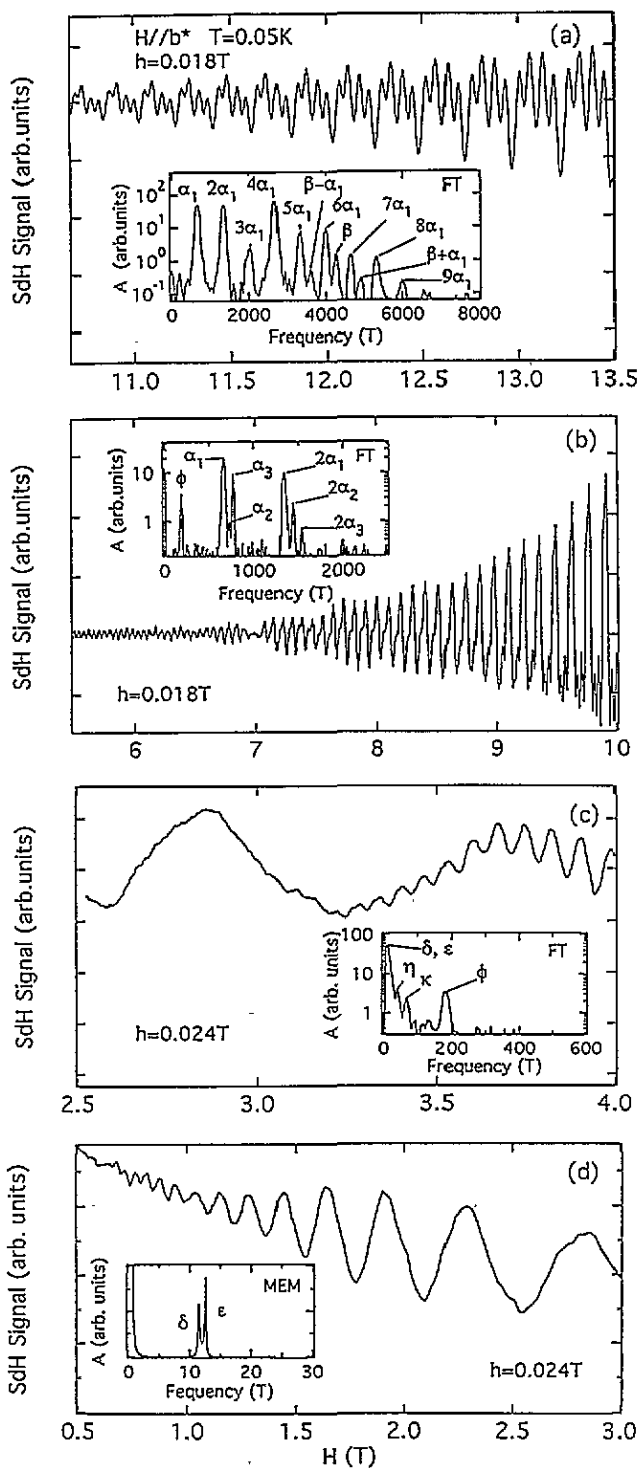 H//b* T=0.05K
h=0.018T
(a)
SdH Signal (arb.units)
A (arb.units)
10²
10¹
10⁰
10⁻¹
α₁ 2α₁ 3α₁ 4α₁ 5α₁ β-α₁ 6α₁ β 7α₁ β+α₁ 8α₁ 9α₁
FT
0 2000 4000 6000 8000
Frequency (T)
11.0 11.5 12.0 12.5 13.0 13.5
(b)
SdH Signal (arb.units)
A (arb.units)
10
1
ϕ α₁ α₂ α₃ 2α₁ 2α₂ 2α₃
FT
0 1000 2000
Frequency (T)
h=0.018T
6 7 8 9 10
(c)
SdH Signal (arb.units)
A (arb. units)
100
10
1
δ, ε
η κ ϕ
FT
0 200 400 600
Frequency (T)
h=0.024T
2.5 3.0 3.5 4.0
(d)
SdH Signal (arb. units)
A (arb. units)
MEM
δ ε
0 10 20 30
Fequency (T)
h=0.024T
0.5 1.0 1.5 2.0 2.5 3.0
H (T)